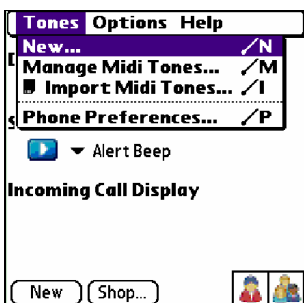 Tones Options Help
New... /N
Manage Midi Tones... /M
Import Midi Tones... /I
Phone Preferences... /P
Alert Beep
Incoming Call Display
New Shop...